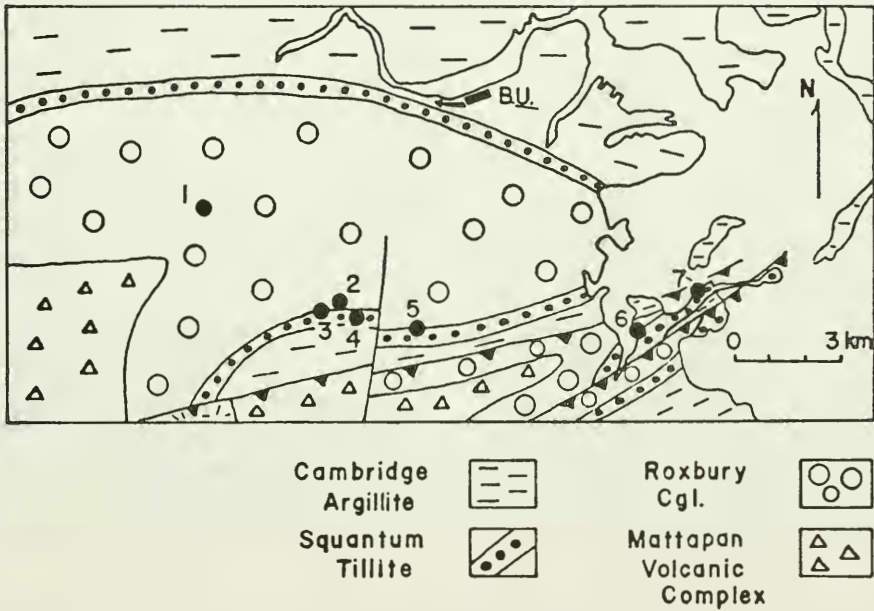 B.U.
N
1
2
3
4
5
6
7
0 3 km
Cambridge
Argillite
Roxbury
Cgl.
Squantum
Tillite
Mattapan
Volcanic
Complex